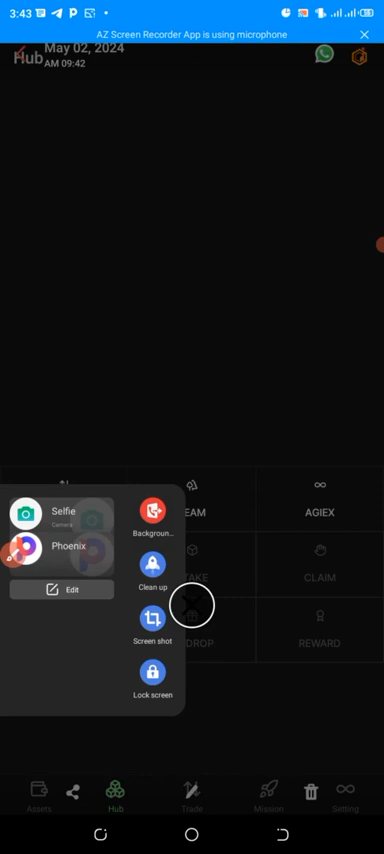 3:43
AZ Screen Recorder App is using microphone
Hub
May 02, 2024
AM 09:42
EAM
AGIEX
Selfie
Camera
Phoenix
Edit
Backgroun...
Clean up
Screen shot
Lock screen
TAKE
CLAIM
DROP
REWARD
Assets
Hub
Trade
Mission
Setting